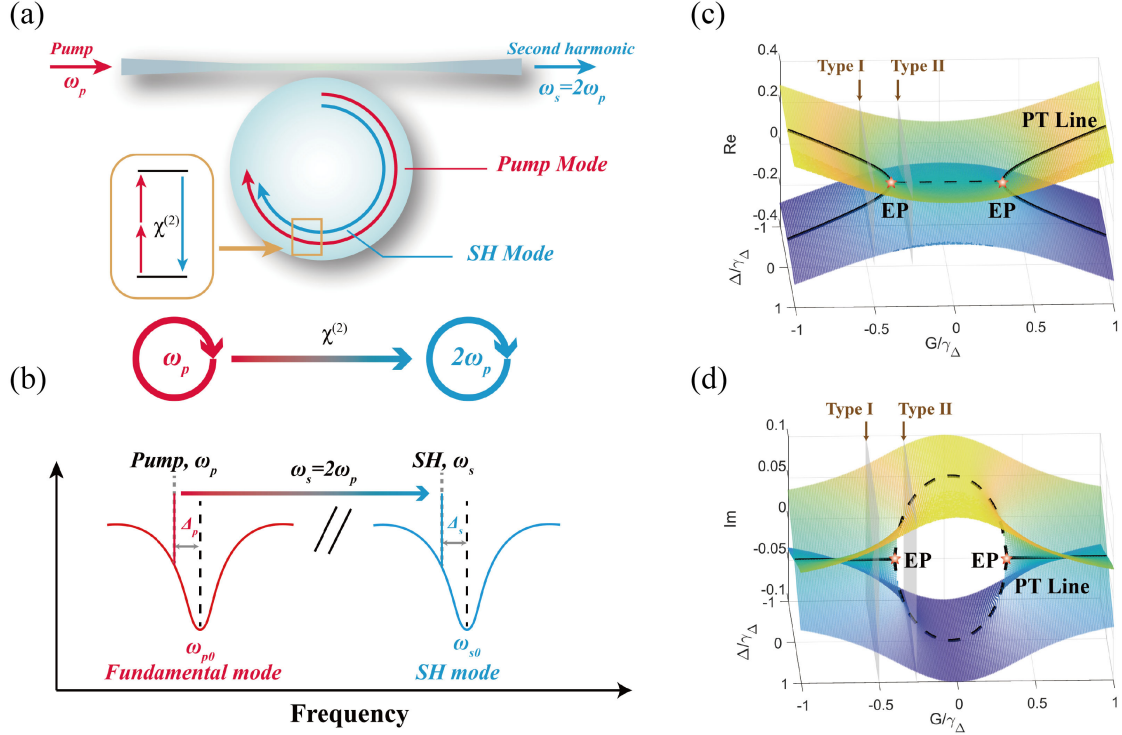 (a)
Pump
ωp
Second harmonic
ωs=2ωp
Pump Mode
χ(2)
SH Mode
χ(2)
ωp
2ωp
(b)
Pump, ωp
ωs=2ωp
SH, ωs
Δp
Δs
ωp0
ωs0
Fundamental mode
SH mode
Frequency
(c)
0.4
0.2
0
-0.2
-0.4
Re
Type I
Type II
PT Line
EP
EP
-1
0
1
Δ/γΔ
-1
-0.5
0
0.5
1
G/γΔ
(d)
0.1
0.05
0
-0.05
-0.1
Im
Type I
Type II
EP
EP
PT Line
-1
0
1
Δ/γΔ
-1
-0.5
0
0.5
1
G/γΔ